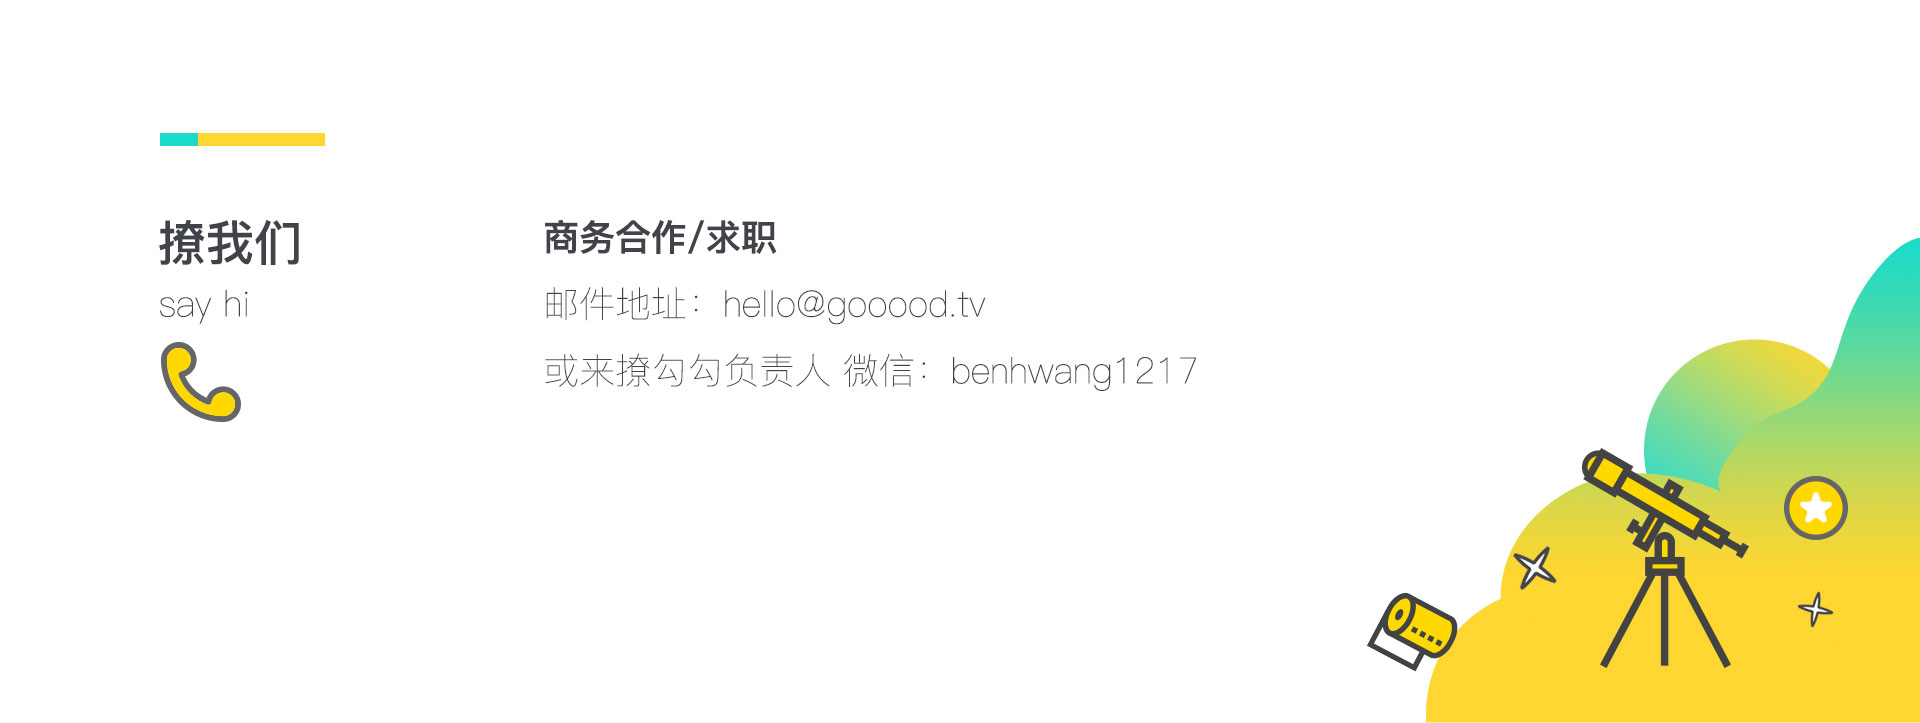 撩我们
say hi
商务合作/求职
邮件地址：hello@gooood.tv
或来撩勾勾负责人 微信：benhwang1217